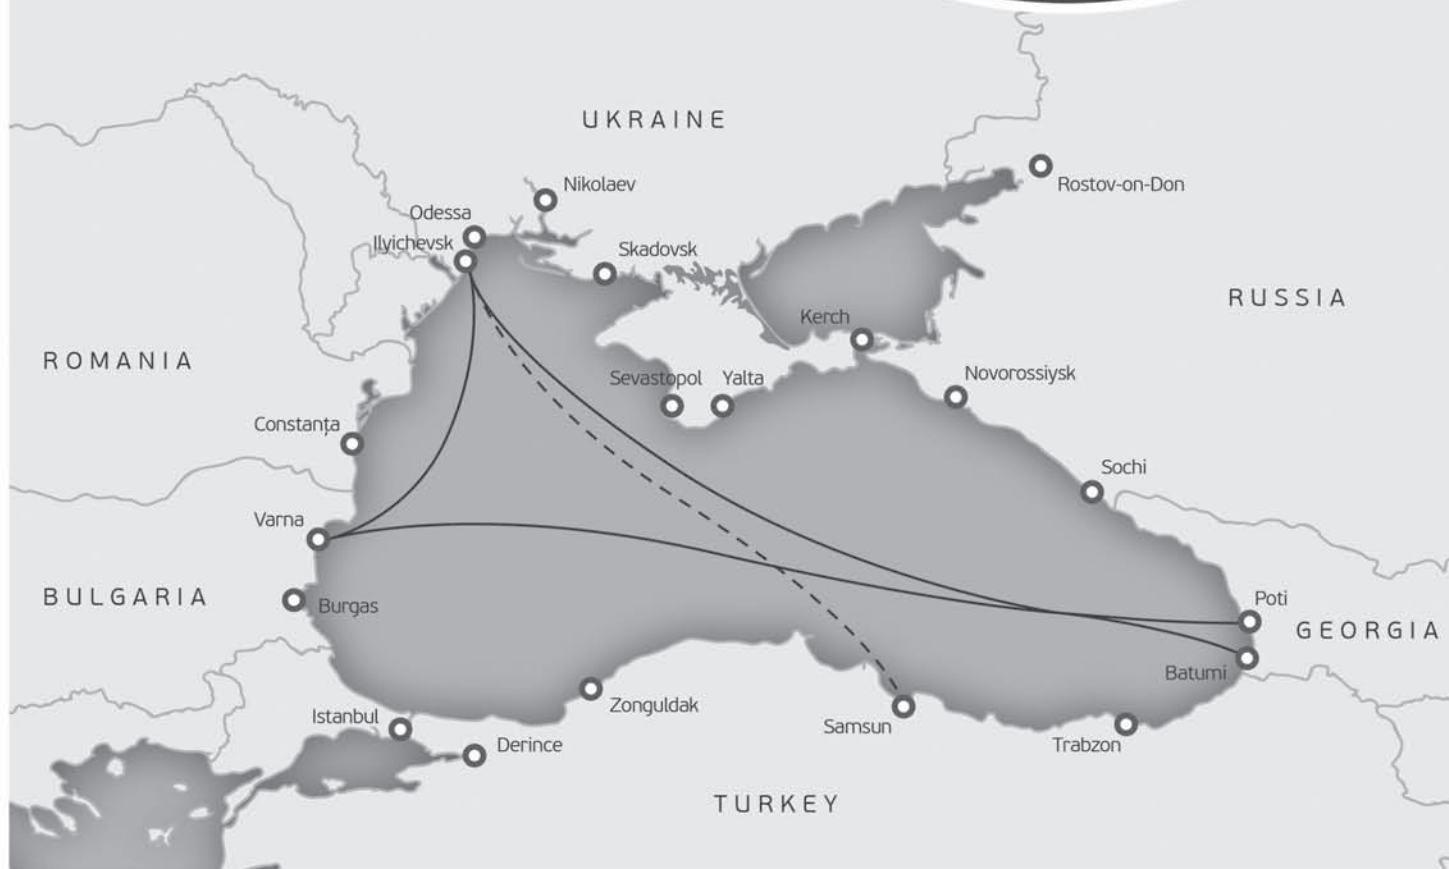 UKRAINE
Nikolaev
Rostov-on-Don
Odessa
Ilyichevsk
Skadovsk
RUSSIA
Kerch
ROMANIA
Sevastopol
Yalta
Novorossiysk
Constanța
Sochi
Varna
BULGARIA
Burgas
Poti
GEORGIA
Batumi
Istanbul
Zonguldak
Samsun
Derince
Trabzon
TURKEY